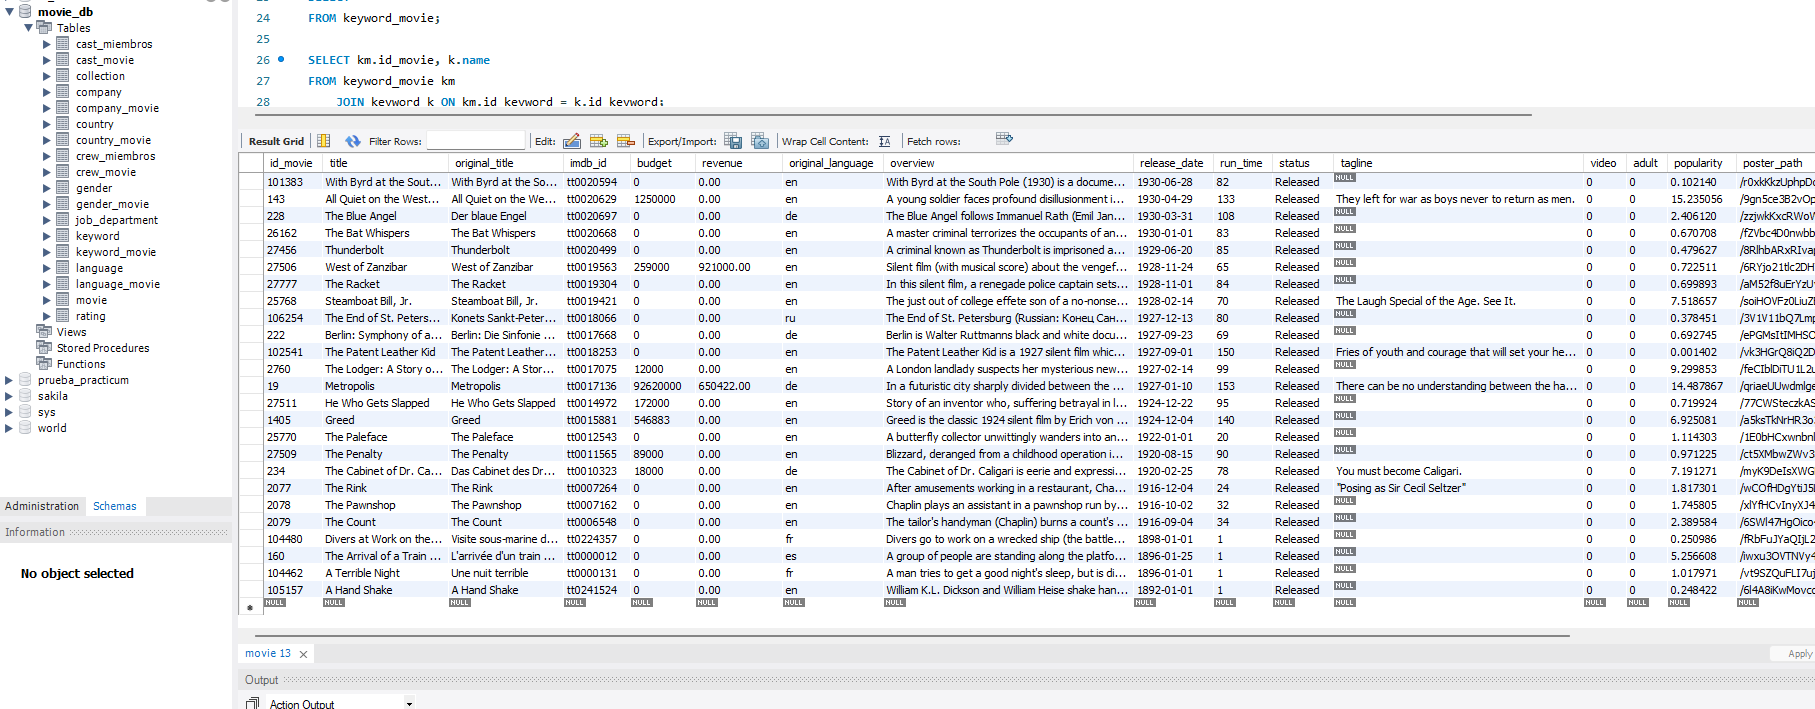 movie_db
Tables
cast_miembros
cast_movie
collection
company
company_movie
country
country_movie
crew_miembros
crew_movie
gender
gender_movie
job_department
keyword
keyword_movie
language
language_movie
movie
rating
Views
Stored Procedures
Functions
prueba_practicum
sakila
sys
world
Administration Schemas
Information
No object selected
24 FROM keyword_movie;
25
26 SELECT km.id_movie, k.name
27 FROM keyword_movie km
28 JOIN keyword k ON km.id_keyword = k.id_keyword;
Result Grid Filter Rows: Edit: Export/Import: Wrap Cell Content: Fetch rows:
id_movie title original_title imdb_id budget revenue original_language overview release_date run_time status tagline video adult popularity poster_path
101383 With Byrd at the Sout... With Byrd at the So... tt0020594 0 0.00 en With Byrd at the South Pole (1930) is a docume... 1930-06-28 82 Released NULL 0 0 0.102140
143 All Quiet on the West... All Quiet on the We... tt0020629 1250000 0.00 en A young soldier faces profound disillusionment i... 1930-04-29 133 Released They left for war as boys never to return as men. 0 0 15.235056
228 The Blue Angel Der blaue Engel tt0020697 0 0.00 de The Blue Angel follows Immanuel Rath (Emil Jan... 1930-03-31 108 Released NULL 0 0 2.406120
26162 The Bat Whispers The Bat Whispers tt0020668 0 0.00 en A master criminal terrorizes the occupants of an... 1930-01-01 83 Released NULL 0 0 0.670708
27456 Thunderbolt Thunderbolt tt0020499 0 0.00 en A criminal known as Thunderbolt is imprisoned a... 1929-06-20 85 Released NULL 0 0 0.479627
27506 West of Zanzibar West of Zanzibar tt0019563 259000 921000.00 en Silent film (with musical score) about the vengef... 1928-11-24 65 Released NULL 0 0 0.722511
27777 The Racket The Racket tt0019304 0 0.00 en In this silent film, a renegade police captain sets... 1928-11-01 84 Released NULL 0 0 0.699893
25768 Steamboat Bill, Jr. Steamboat Bill, Jr. tt0019421 0 0.00 en The just out of college effete son of a no-nonse... 1928-02-14 70 Released The Laugh Special of the Age. See It. 0 0 7.518657
106254 The End of St. Peters... Konets Sankt-Peter... tt0018066 0 0.00 ru The End of St. Petersburg (Russian: Конец Сан... 1927-12-13 80 Released NULL 0 0 0.378451
222 Berlin: Symphony of a... Berlin: Die Sinfonie ... tt0017668 0 0.00 de Berlin is Walter Ruttmanns black and white docu... 1927-09-23 69 Released NULL 0 0 0.692745
102541 The Patent Leather Kid The Patent Leather... tt0018253 0 0.00 en The Patent Leather Kid is a 1927 silent film whic... 1927-09-01 150 Released Fries of youth and courage that will set your he... 0 0 0.001402
2760 The Lodger: A Story o... The Lodger: A Stor... tt0017075 12000 0.00 en A London landlady suspects her mysterious new... 1927-02-14 99 Released NULL 0 0 9.299853
19 Metropolis Metropolis tt0017136 92620000 650422.00 de In a futuristic city sharply divided between the ... 1927-01-10 153 Released There can be no understanding between the ha... 0 0 14.487867
27511 He Who Gets Slapped He Who Gets Slapped tt0014972 172000 0.00 en Story of an inventor who, suffering betrayal in l... 1924-12-22 95 Released NULL 0 0 0.719924
1405 Greed Greed tt0015881 546883 0.00 en Greed is the classic 1924 silent film by Erich von ... 1924-12-04 140 Released NULL 0 0 6.925081
25770 The Paleface The Paleface tt0012543 0 0.00 en A butterfly collector unwittingly wanders into an... 1922-01-01 20 Released NULL 0 0 1.114303
27509 The Penalty The Penalty tt0011565 89000 0.00 en Blizzard, deranged from a childhood operation i... 1920-08-15 90 Released NULL 0 0 0.971225
234 The Cabinet of Dr. Ca... Das Cabinet des Dr... tt0010323 18000 0.00 de The Cabinet of Dr. Caligari is eerie and expressi... 1920-02-25 78 Released You must become Caligari. 0 0 7.191271
2077 The Rink The Rink tt0007264 0 0.00 en After amusements working in a restaurant, Cha... 1916-12-04 24 Released "Posing as Sir Cecil Seltzer" 0 0 1.817301
2078 The Pawnshop The Pawnshop tt0007162 0 0.00 en Chaplin plays an assistant in a pawnshop run by... 1916-10-02 32 Released NULL 0 0 1.745805
2079 The Count The Count tt0006548 0 0.00 en The tailor's handyman (Chaplin) burns a count's ... 1916-09-04 34 Released NULL 0 0 2.389584
104480 Divers at Work on the... Visite sous-marine d... tt0224357 0 0.00 fr Divers go to work on a wrecked ship (the battle... 1898-01-01 1 Released NULL 0 0 0.250986
160 The Arrival of a Train ... L'arrivée d'un train ... tt0000012 0 0.00 es A group of people are standing along the platfo... 1896-01-25 1 Released NULL 0 0 5.256608
104462 A Terrible Night Une nuit terrible tt0000131 0 0.00 fr A man tries to get a good night's sleep, but is di... 1896-01-01 1 Released NULL 0 0 1.017971
105157 A Hand Shake A Hand Shake tt0241524 0 0.00 en William K.L. Dickson and William Heise shake han... 1892-01-01 1 Released NULL 0 0 0.248422
NULL NULL NULL NULL NULL NULL NULL NULL NULL NULL NULL NULL NULL NULL NULL NULL
movie 13
Apply
Output
Action Output